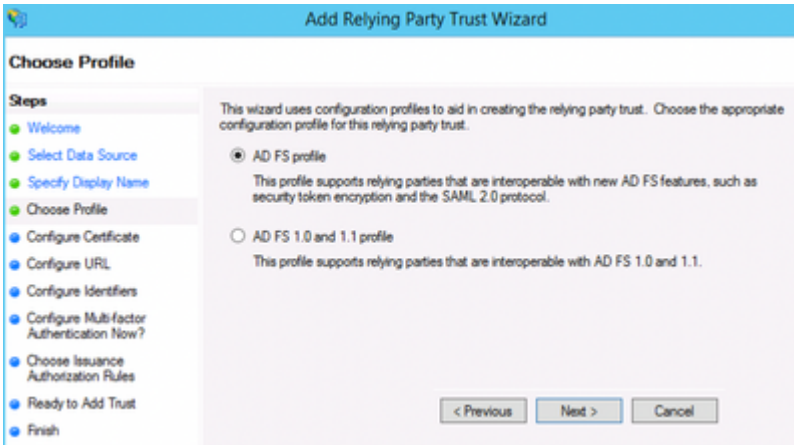 Add Relying Party Trust Wizard
Choose Profile
Steps
Welcome
Select Data Source
Specify Display Name
Choose Profile
Configure Certificate
Configure URL
Configure Identifiers
Configure Multi-factor
Authentication Now?
Choose Issuance
Authorization Rules
Ready to Add Trust
Finish
This wizard uses configuration profiles to aid in creating the relying party trust. Choose the appropriate
configuration profile for this relying party trust.
AD FS profile
This profile supports relying parties that are interoperable with new AD FS features, such as
security token encryption and the SAML 2.0 protocol.
AD FS 1.0 and 1.1 profile
This profile supports relying parties that are interoperable with AD FS 1.0 and 1.1.
< Previous
Next >
Cancel